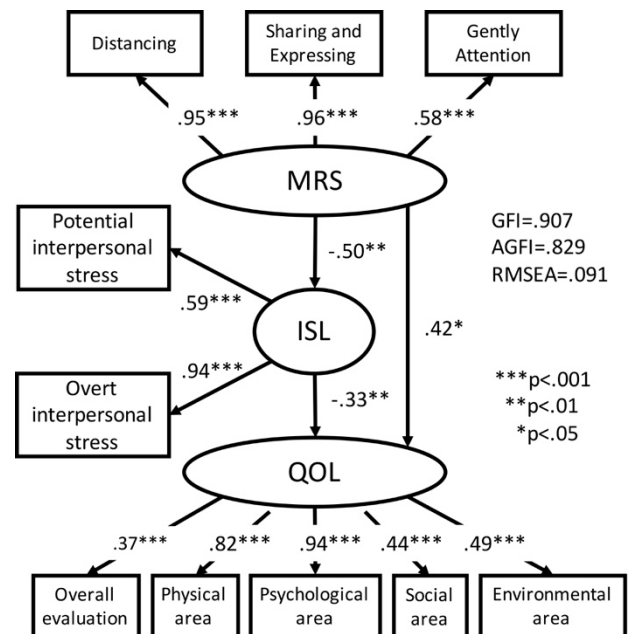 Distancing
Sharing and
Expressing
Gently
Attention
.95***
.96***
.58***
MRS
Potential
interpersonal
stress
-.50**
GFI=.907
AGFI=.829
RMSEA=.091
.59***
ISL
.42*
.94***
Overt
interpersonal
stress
-.33**
***p<.001
**p<.01
*p<.05
QOL
.37***
.82***
.94***
.44***
.49***
Overall
evaluation
Physical
area
Psychological
area
Social
area
Environmental
area